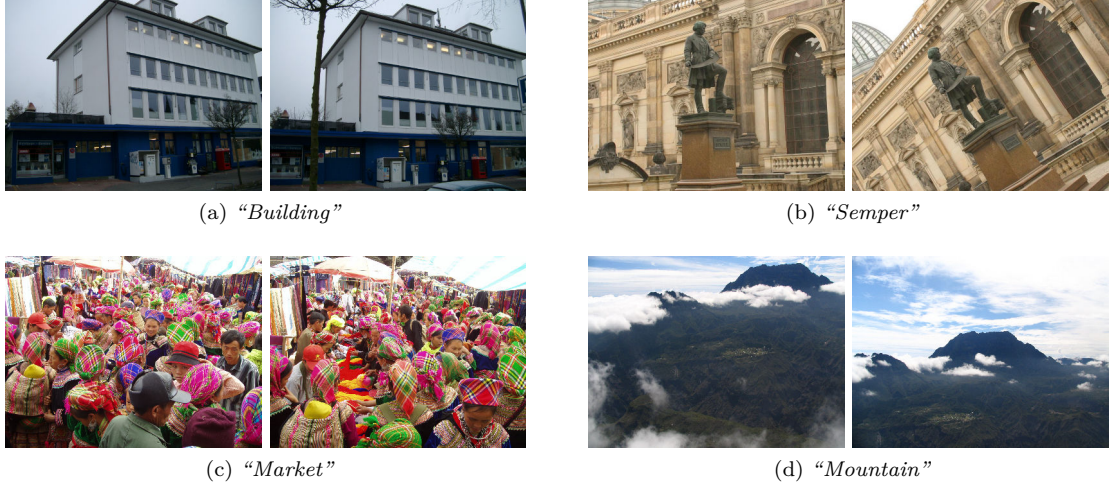 (a) “Building”
(b) “Semper”
(c) “Market”
(d) “Mountain”